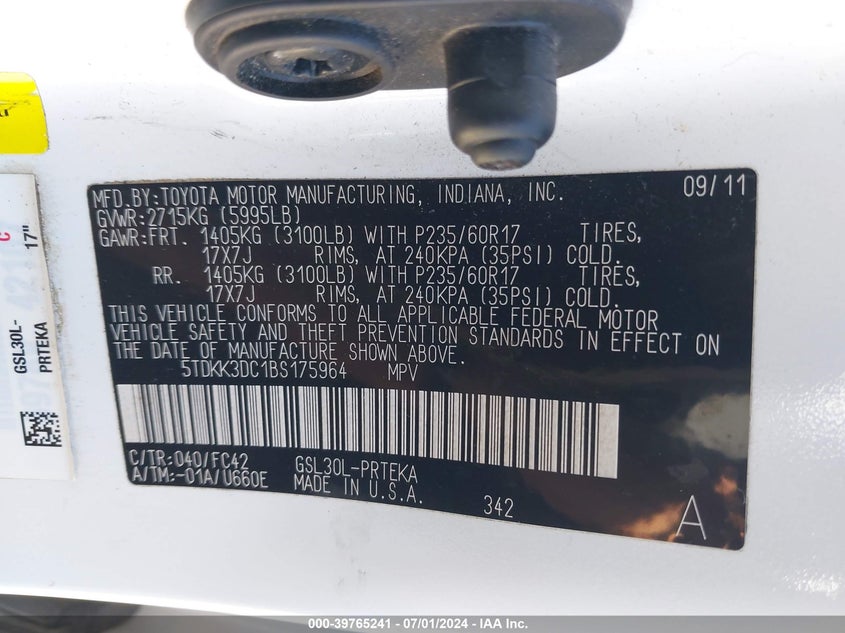 MFD.BY:TOYOTA MOTOR MANUFACTURING, INDIANA, INC. 09/11
GVWR:2715KG (5995LB)
GAWR:FRT. 1405KG (3100LB) WITH P235/60R17 TIRES,
17X7J RIMS, AT 240KPA (35PSI) COLD.
RR. 1405KG (3100LB) WITH P235/60R17 TIRES,
17X7J RIMS, AT 240KPA (35PSI) COLD.
THIS VEHICLE CONFORMS TO ALL APPLICABLE FEDERAL MOTOR
VEHICLE SAFETY AND THEFT PREVENTION STANDARDS IN EFFECT ON
THE DATE OF MANUFACTURE SHOWN ABOVE.
5TDKK3DC1BS175964 MPV
C/TR:040/FC42 GSL30L-PRTEKA
A/TM:-01A/U660E MADE IN U.S.A.
342
A
GSL30L-
PRTEKA
C
17"
000-39765241 - 07/01/2024 - IAA Inc.